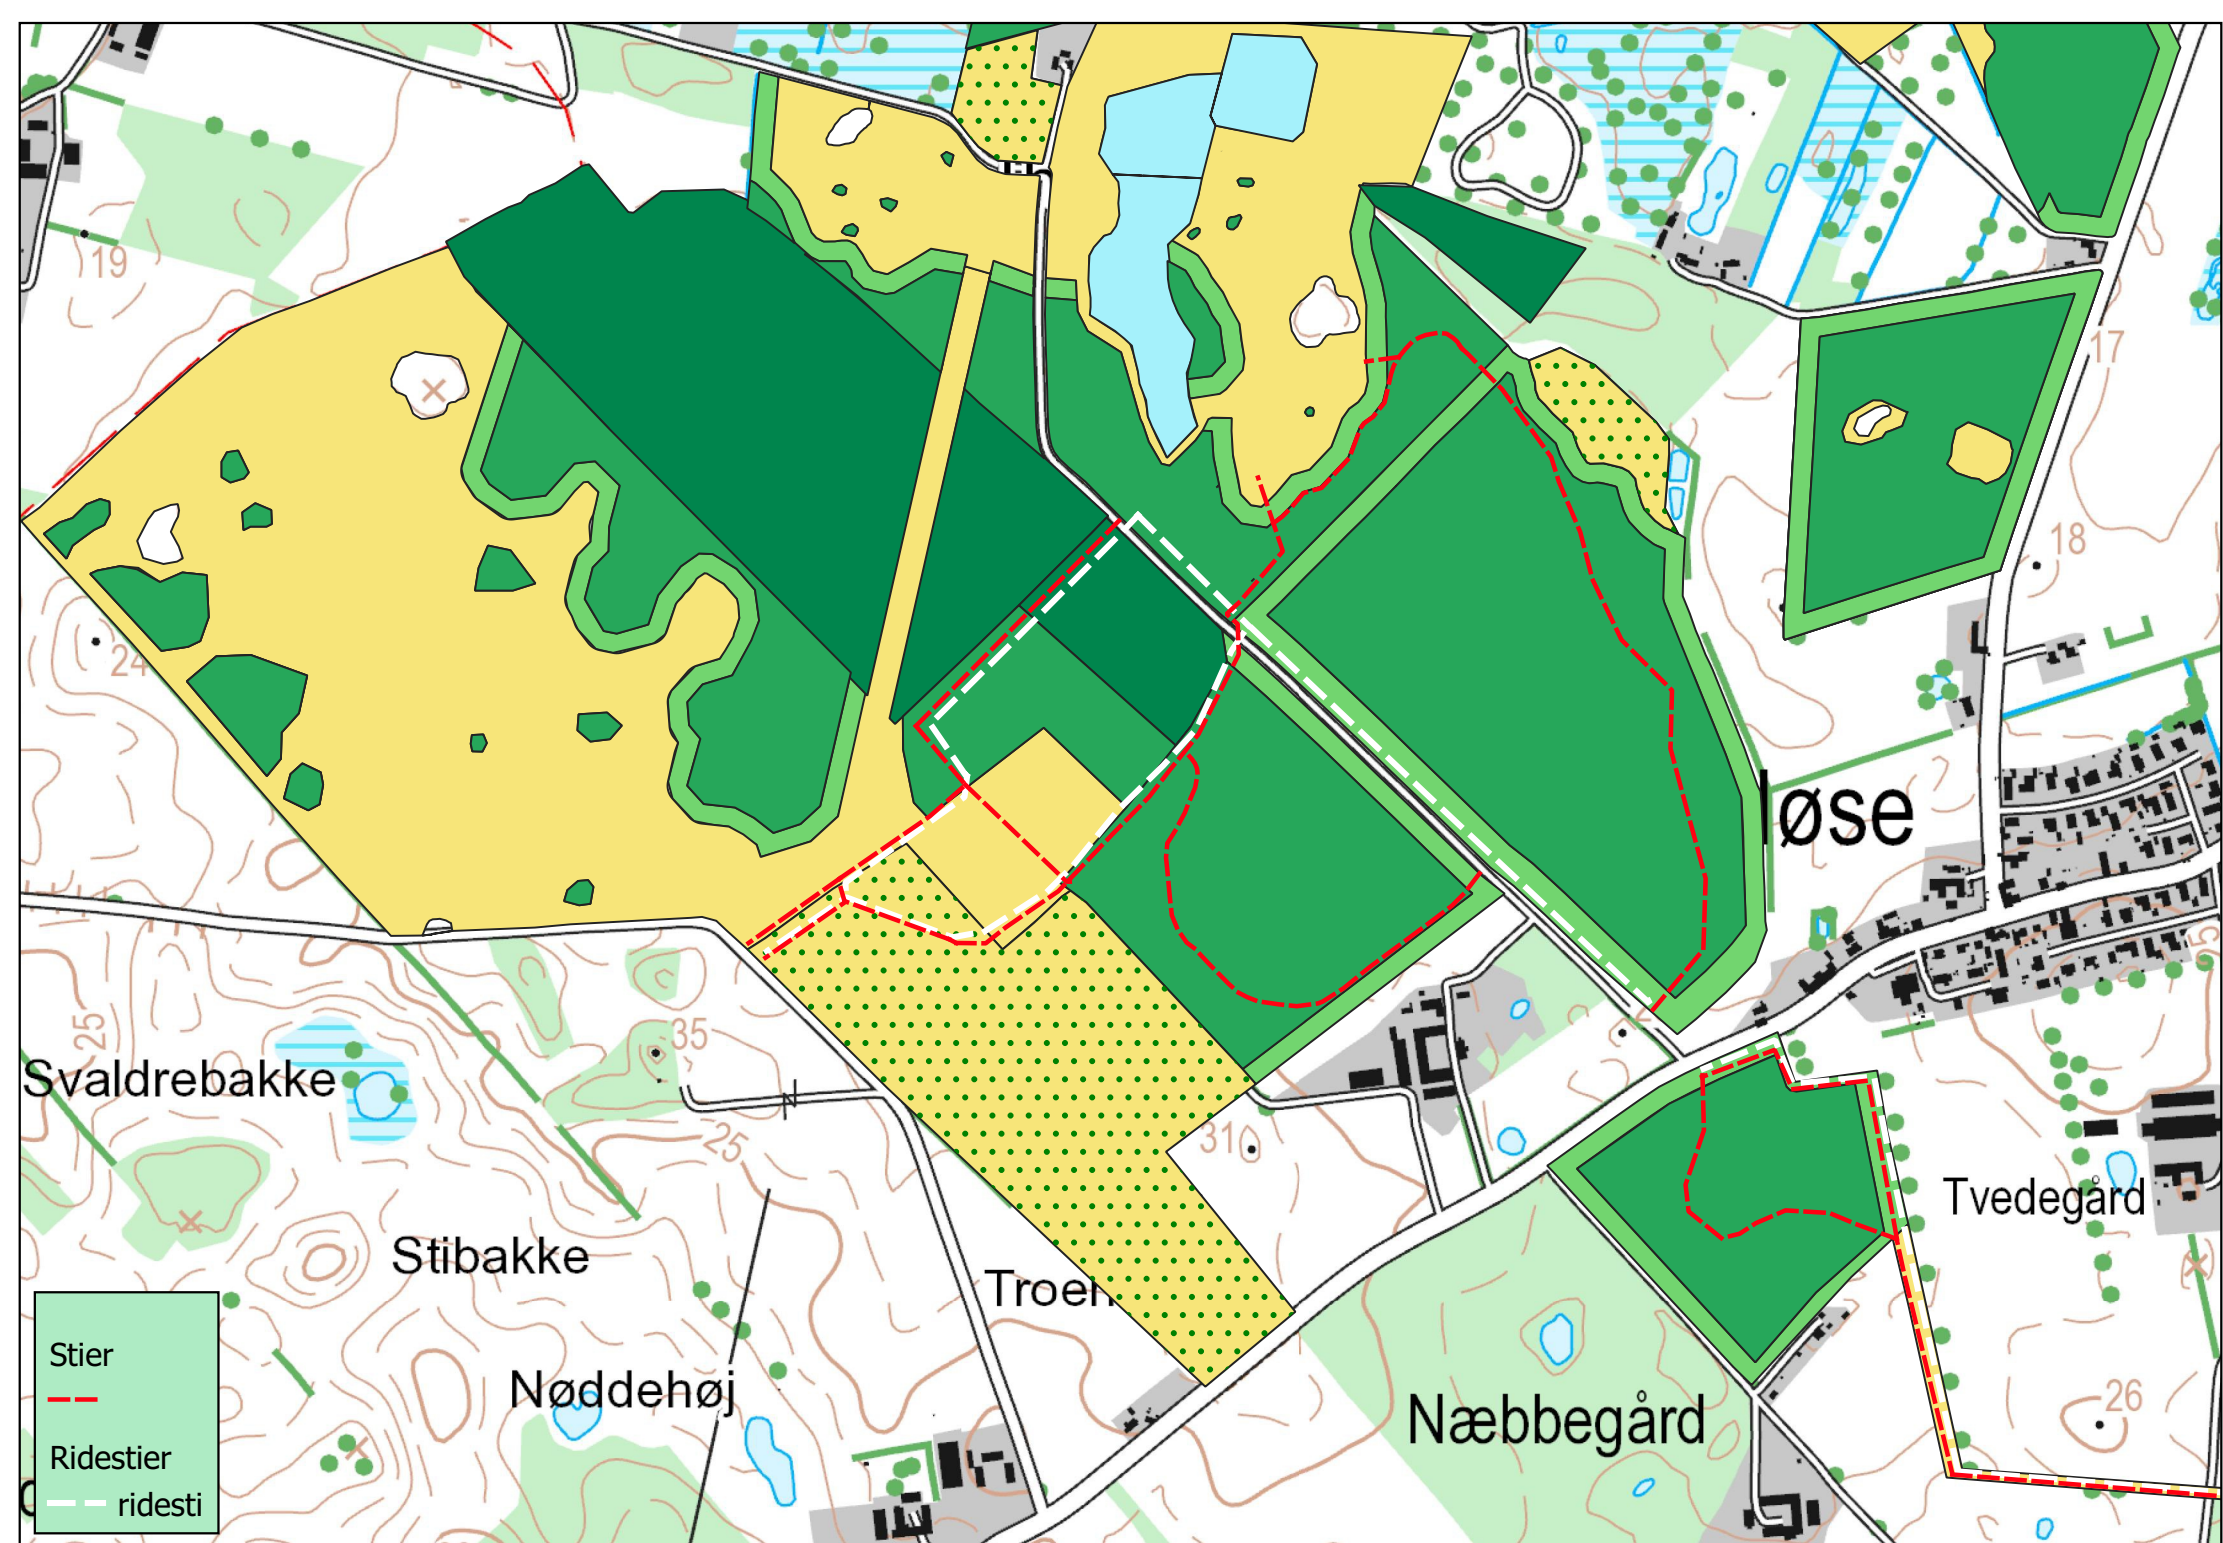 19
17
18
24
løse
25
35
Svaldrebakke
25
31
Tvedegård
Stibakke
Troen
Stier
Nøddehøj
26
Næbbegård
Ridestier
ridesti